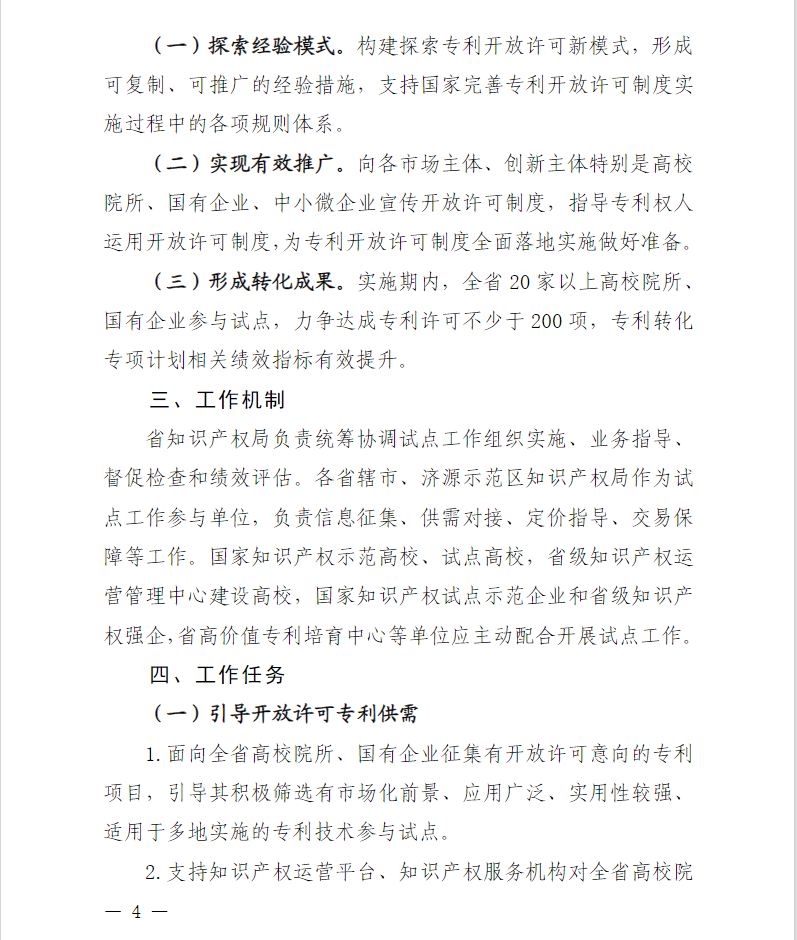 （一）探索经验模式。构建探索专利开放许可新模式，形成
可复制、可推广的经验措施，支持国家完善专利开放许可制度实
施过程中的各项规则体系。
（二）实现有效推广。向各市场主体、创新主体特别是高校
院所、国有企业、中小微企业宣传开放许可制度，指导专利权人
运用开放许可制度，为专利开放许可制度全面落地实施做好准备。
（三）形成转化成果。实施期内，全省 20 家以上高校院所、
国有企业参与试点，力争达成专利许可不少于 200 项，专利转化
专项计划相关绩效指标有效提升。
三、工作机制
省知识产权局负责统筹协调试点工作组织实施、业务指导、
督促检查和绩效评估。各省辖市、济源示范区知识产权局作为试
点工作参与单位，负责信息征集、供需对接、定价指导、交易保
障等工作。国家知识产权示范高校、试点高校，省级知识产权运
营管理中心建设高校，国家知识产权试点示范企业和省级知识产
权强企，省高价值专利培育中心等单位应主动配合开展试点工作。
四、工作任务
（一）引导开放许可专利供需
1. 面向全省高校院所、国有企业征集有开放许可意向的专利
项目，引导其积极筛选有市场化前景、应用广泛、实用性较强、
适用于多地实施的专利技术参与试点。
2. 支持知识产权运营平台、知识产权服务机构对全省高校院
— 4 —